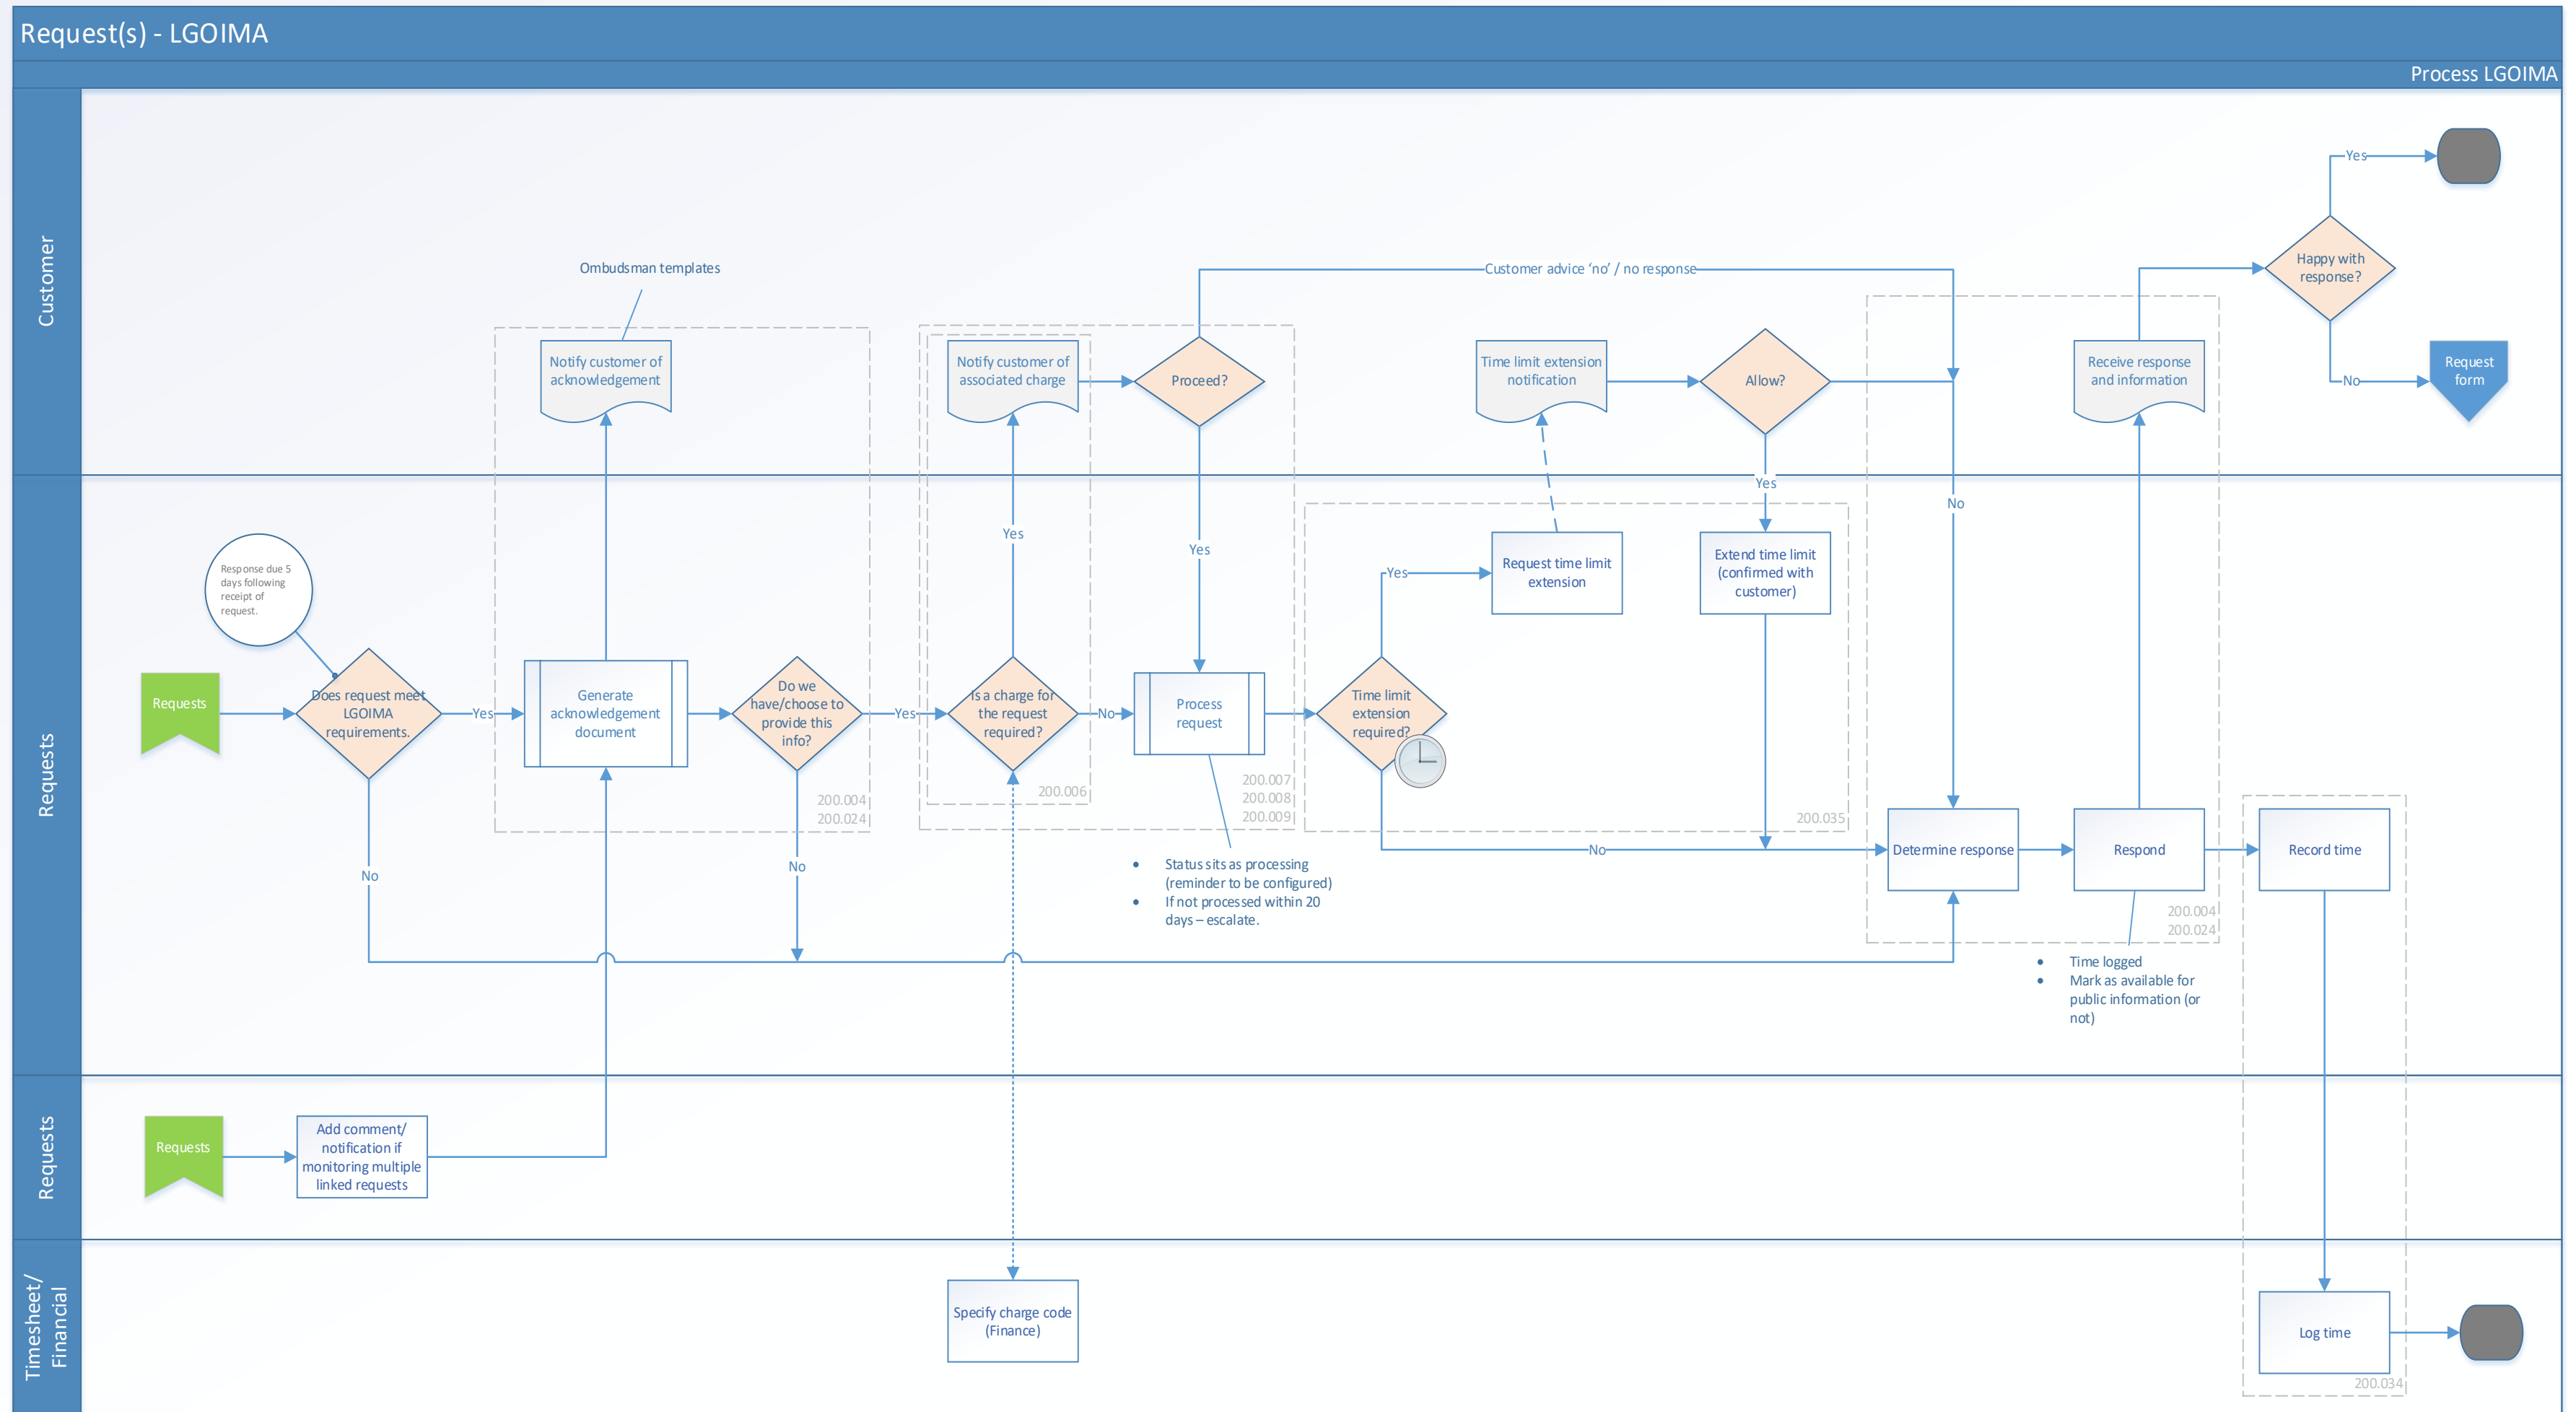 Request(s) - LGOIMA
Process LGOIMA
Customer
Yes
Happy with
response?
No
Request
form
Ombudsman templates
Customer advice ‘no’ / no response
Notify customer of
acknowledgement
Notify customer of
associated charge
Proceed?
Time limit extension
notification
Allow?
Receive response
and information
Requests
Response due 5
days following
receipt of
request.
Yes
Yes
Yes
No
Yes
Request time limit
extension
Extend time limit
(confirmed with
customer)
Requests
Does request meet
LGOIMA
requirements.
Yes
Generate
acknowledgement
document
Do we
have/choose to
provide this
info?
Yes
Is a charge for
the request
required?
No
Process
request
Time limit
extension
required?
200.004
200.024
200.006
200.007
200.008
200.009
200.035
No
No
No
Determine response
Respond
Record time
• Status sits as processing
(reminder to be configured)
• If not processed within 20
days – escalate.
200.004
200.024
• Time logged
• Mark as available for
public information (or
not)
Requests
Requests
Add comment/
notification if
monitoring multiple
linked requests
Timesheet/
Financial
Specify charge code
(Finance)
Log time
200.034